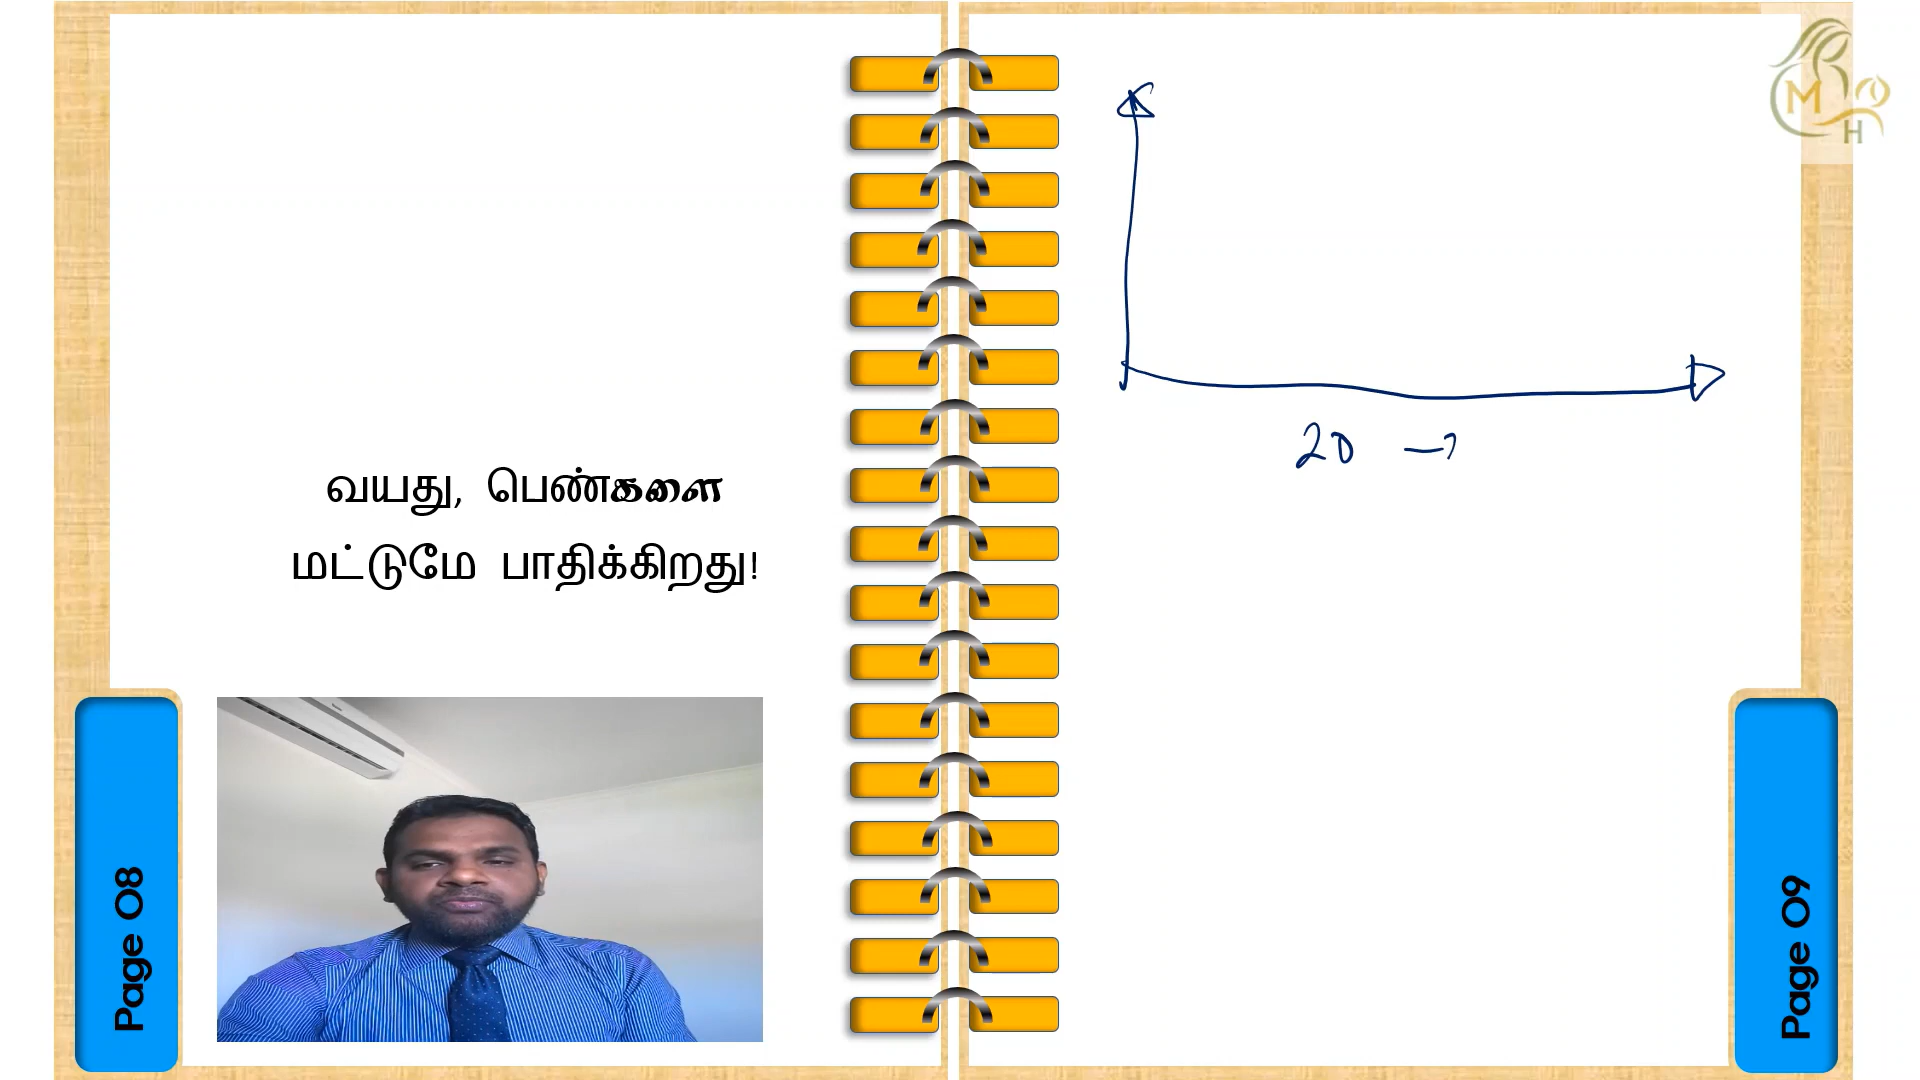 வயது, பெண்களை
மட்டுமே பாதிக்கிறது!
Page 08
20 →
Page 09
M
H